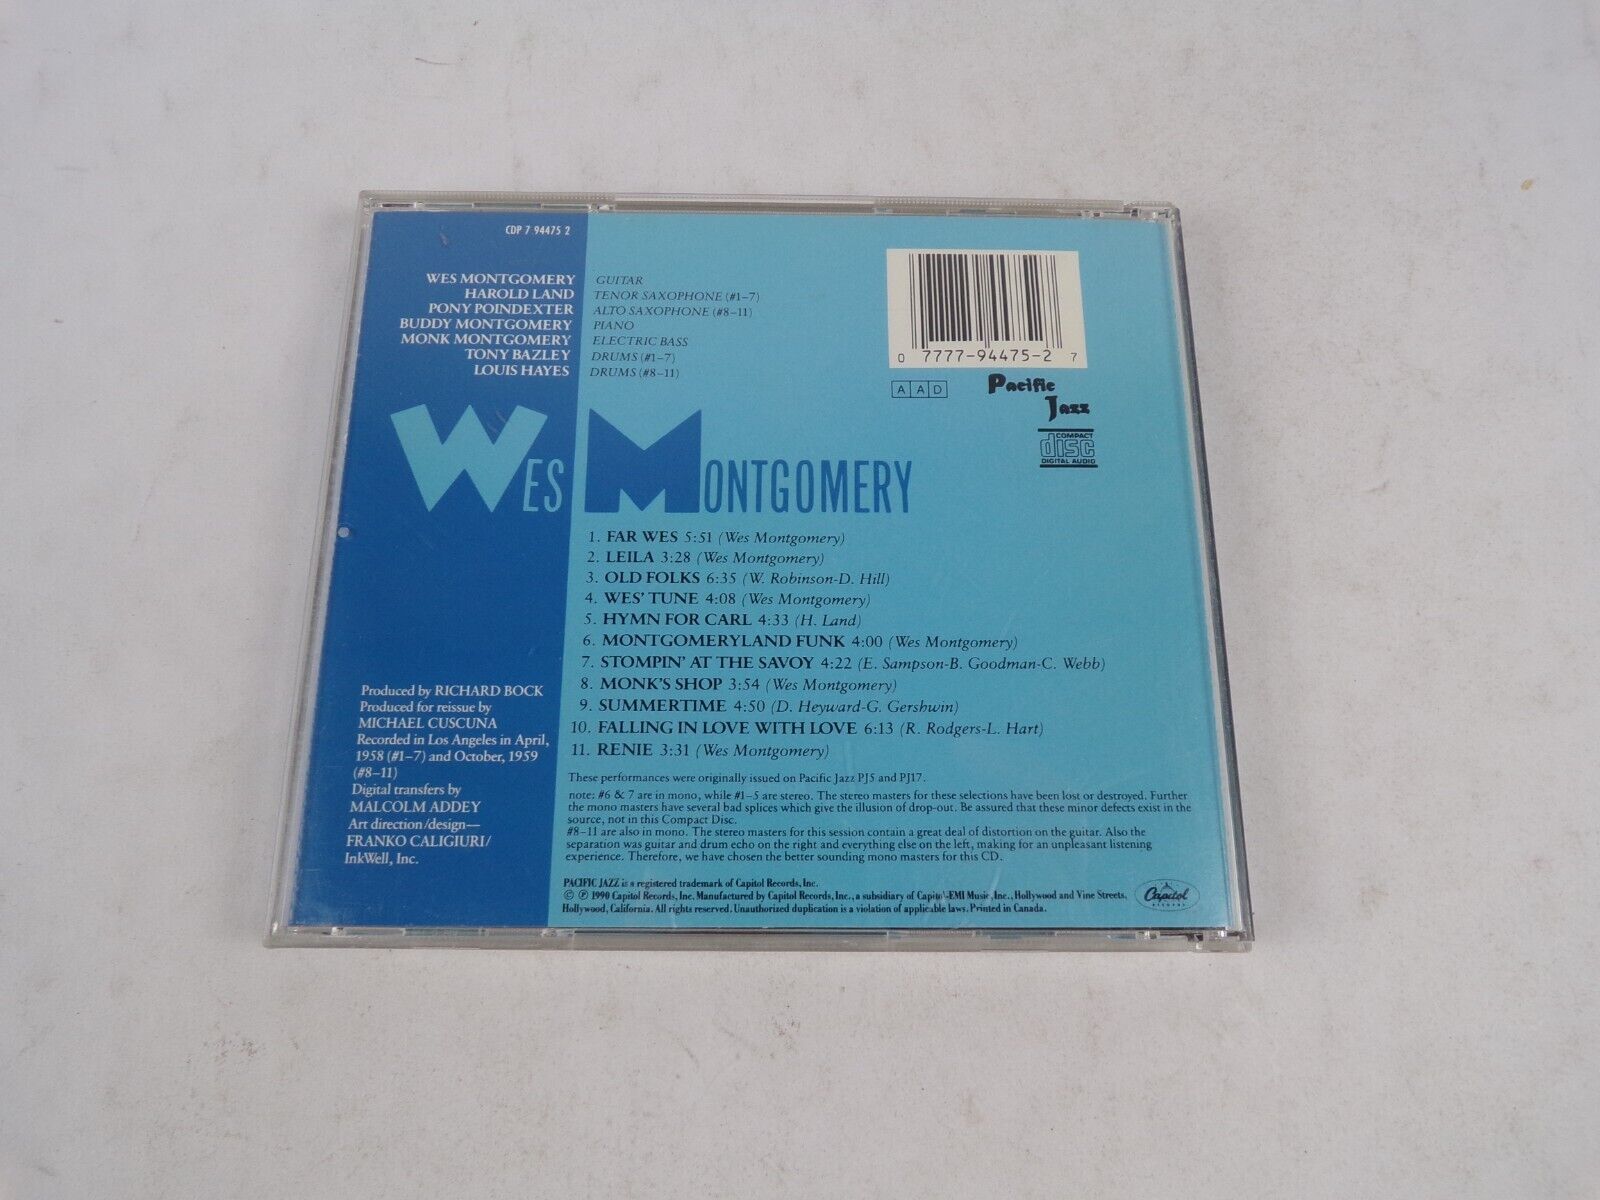 CDP 7 94475 2
WES MONTGOMERY GUITAR
HAROLD LAND TENOR SAXOPHONE (#1–7)
PONY POINDEXTER ALTO SAXOPHONE (#8–11)
BUDDY MONTGOMERY PIANO
MONK MONTGOMERY ELECTRIC BASS
TONY BAZLEY DRUMS (#1–7)
LOUIS HAYES DRUMS (#8–11)
0 7777-94475-2 7
A A D
Pacific
Jazz
COMPACT
disc
DIGITAL AUDIO
WES MONTGOMERY
1. FAR WES 5:51 (Wes Montgomery)
2. LEILA 3:28 (Wes Montgomery)
3. OLD FOLKS 6:35 (W. Robinson-D. Hill)
4. WES' TUNE 4:08 (Wes Montgomery)
5. HYMN FOR CARL 4:33 (H. Land)
6. MONTGOMERYLAND FUNK 4:00 (Wes Montgomery)
7. STOMPIN' AT THE SAVOY 4:22 (E. Sampson-B. Goodman-C. Webb)
8. MONK'S SHOP 3:54 (Wes Montgomery)
9. SUMMERTIME 4:50 (D. Heyward-G. Gershwin)
10. FALLING IN LOVE WITH LOVE 6:13 (R. Rodgers-L. Hart)
11. RENIE 3:31 (Wes Montgomery)
Produced by RICHARD BOCK
Produced for reissue by
MICHAEL CUSCUNA
Recorded in Los Angeles in April,
1958 (#1–7) and October, 1959
(#8–11)
Digital transfers by
MALCOLM ADDEY
Art direction/design—
FRANKO CALIGIURI/
InkWell, Inc.
These performances were originally issued on Pacific Jazz PJ5 and PJ17.
note: #6 & 7 are in mono, while #1–5 are stereo. The stereo masters for these selections have been lost or destroyed. Further
the mono masters have several bad splices which give the illusion of drop-out. Be assured that these minor defects exist in the
source, not in this Compact Disc.
#8–11 are also in mono. The stereo masters for this session contain a great deal of distortion on the guitar. Also the
separation was guitar and drum echo on the right and everything else on the left, making for an unpleasant listening
experience. Therefore, we have chosen the better sounding mono masters for this CD.
PACIFIC JAZZ is a registered trademark of Capitol Records, Inc.
© ℗ 1990 Capitol Records, Inc. Manufactured by Capitol Records, Inc., a subsidiary of Capitol-EMI Music, Inc., Hollywood and Vine Streets,
Hollywood, California. All rights reserved. Unauthorized duplication is a violation of applicable laws. Printed in Canada.
Capitol
RECORDS